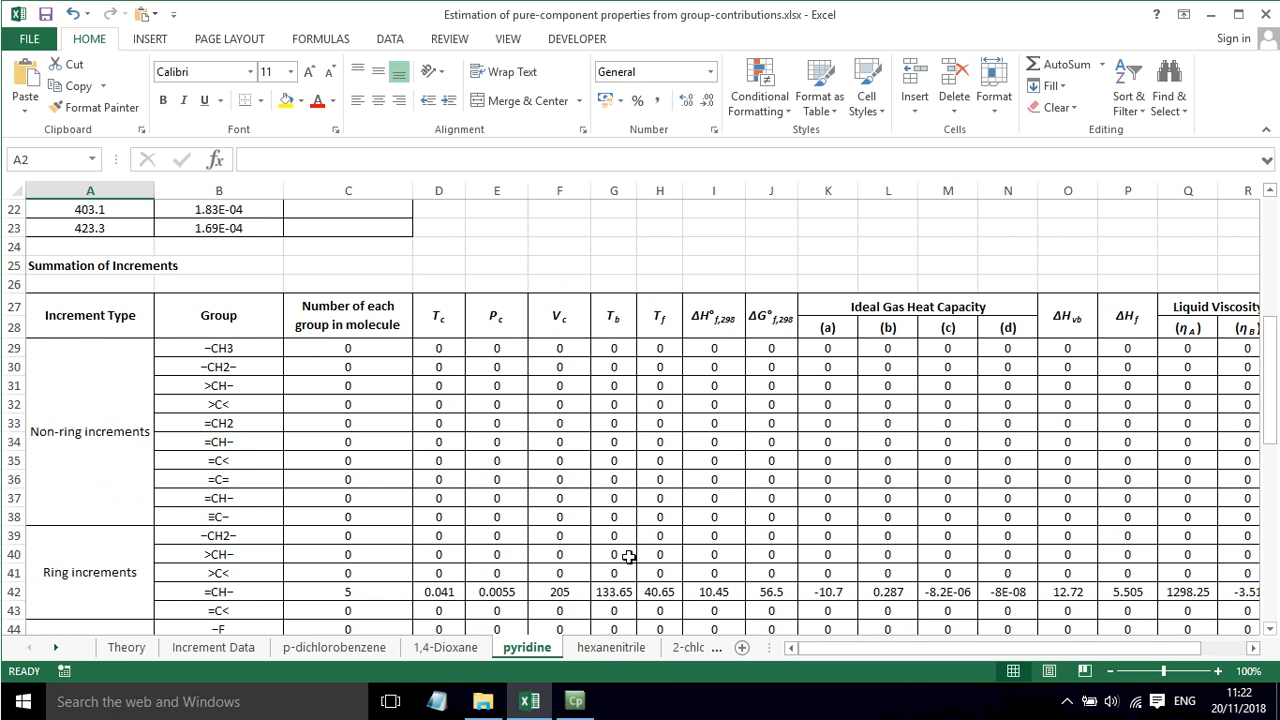 Estimation of pure-component properties from group-contributions.xlsx - Excel
FILE HOME INSERT PAGE LAYOUT FORMULAS DATA REVIEW VIEW DEVELOPER Sign in
Paste Cut Copy Format Painter Clipboard
Calibri 11 B I U A A A Font
Wrap Text Merge & Center Alignment
General % , Number
Conditional Formatting Format as Table Cell Styles Styles
Insert Delete Format Cells
AutoSum Fill Clear Sort & Filter Find & Select Editing
A2 fx
A B C D E F G H I J K L M N O P Q R
22 403.1 1.83E-04
23 423.3 1.69E-04
24
25 Summation of Increments
26
27 Increment Type Group Number of each group in molecule Tc Pc Vc Tb Tf ΔH°f,298 ΔG°f,298 Ideal Gas Heat Capacity ΔHvb ΔHf Liquid Viscosity
28 (a) (b) (c) (d) (ηA) (ηB)
29 −CH3 0 0 0 0 0 0 0 0 0 0 0 0 0 0 0 0
30 −CH2− 0 0 0 0 0 0 0 0 0 0 0 0 0 0 0 0
31 >CH− 0 0 0 0 0 0 0 0 0 0 0 0 0 0 0 0
32 >C< 0 0 0 0 0 0 0 0 0 0 0 0 0 0 0 0
33 =CH2 0 0 0 0 0 0 0 0 0 0 0 0 0 0 0 0
34 Non-ring increments =CH− 0 0 0 0 0 0 0 0 0 0 0 0 0 0 0 0
35 =C< 0 0 0 0 0 0 0 0 0 0 0 0 0 0 0 0
36 =C= 0 0 0 0 0 0 0 0 0 0 0 0 0 0 0 0
37 =CH− 0 0 0 0 0 0 0 0 0 0 0 0 0 0 0 0
38 ≡C− 0 0 0 0 0 0 0 0 0 0 0 0 0 0 0 0
39 −CH2− 0 0 0 0 0 0 0 0 0 0 0 0 0 0 0 0
40 >CH− 0 0 0 0 0 0 0 0 0 0 0 0 0 0 0 0
41 Ring increments >C< 0 0 0 0 0 0 0 0 0 0 0 0 0 0 0 0
42 =CH− 5 0.041 0.0055 205 133.65 40.65 10.45 56.5 -10.7 0.287 -8.2E-06 -8E-08 12.72 5.505 1298.25 -3.51
43 =C< 0 0 0 0 0 0 0 0 0 0 0 0 0 0 0 0
44 −F 0 0 0 0 0 0 0 0 0 0 0 0 0 0 0 0
Theory Increment Data p-dichlorobenzene 1,4-Dioxane pyridine hexanenitrile 2-chlc ...
READY 100%
Search the web and Windows Cp ENG 11:22
20/11/2018